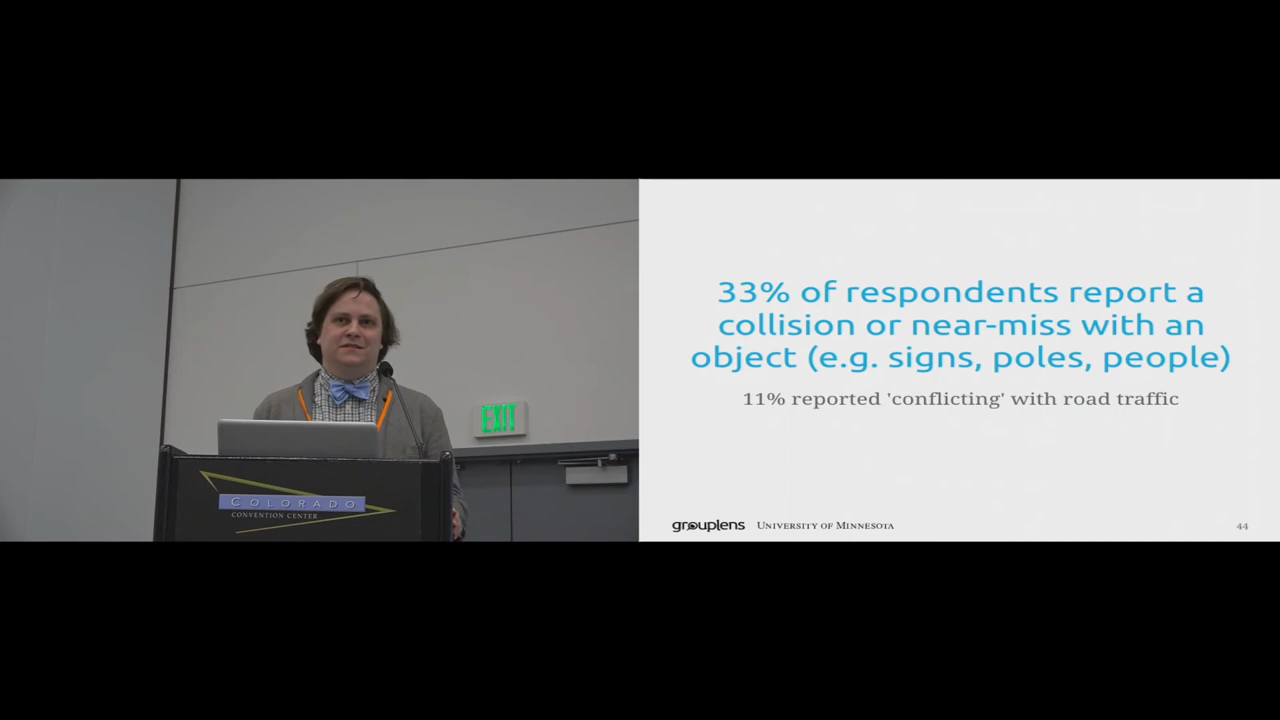 EXIT
COLORADO
CONVENTION CENTER
33% of respondents report a
collision or near-miss with an
object (e.g. signs, poles, people)
11% reported 'conflicting' with road traffic
grouplens UNIVERSITY OF MINNESOTA
44